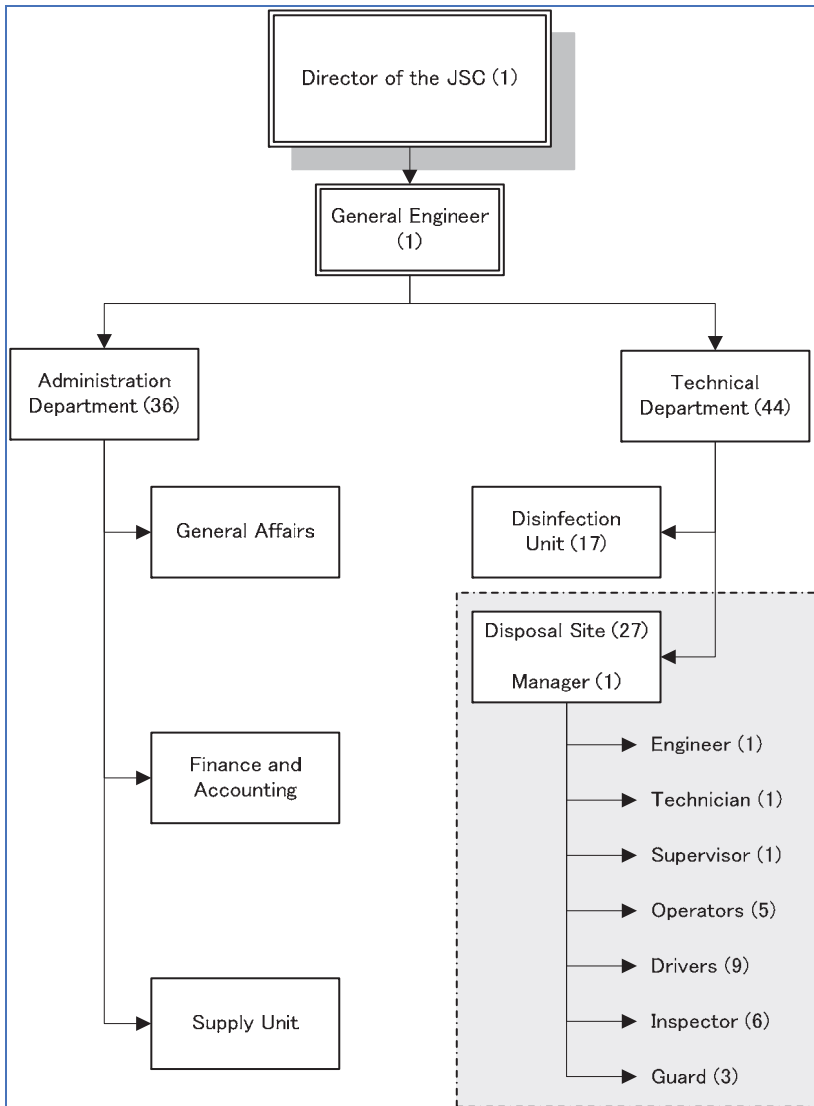 Director of the JSC (1)
General Engineer
(1)
Administration
Department (36)
Technical
Department (44)
General Affairs
Disinfection
Unit (17)
Disposal Site (27)
Manager (1)
Finance and
Accounting
Engineer (1)
Technician (1)
Supervisor (1)
Operators (5)
Drivers (9)
Inspector (6)
Guard (3)
Supply Unit